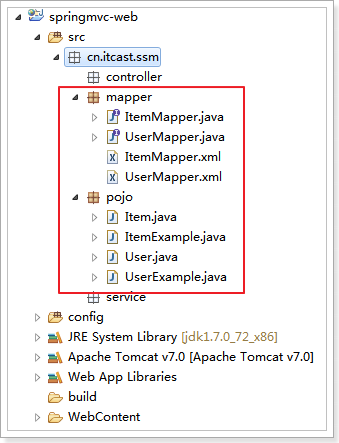 springmvc-web
src
cn.itcast.ssm
controller
mapper
ItemMapper.java
UserMapper.java
ItemMapper.xml
UserMapper.xml
pojo
Item.java
ItemExample.java
User.java
UserExample.java
service
config
JRE System Library [jdk1.7.0_72_x86]
Apache Tomcat v7.0 [Apache Tomcat v7.0]
Web App Libraries
build
WebContent